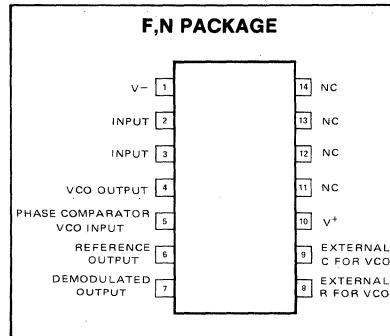 F,N PACKAGE
V− 1
INPUT 2
INPUT 3
VCO OUTPUT 4
PHASE COMPARATOR
VCO INPUT 5
REFERENCE
OUTPUT 6
DEMODULATED
OUTPUT 7
14 NC
13 NC
12 NC
11 NC
10 V+
9 EXTERNAL
C FOR VCO
8 EXTERNAL
R FOR VCO